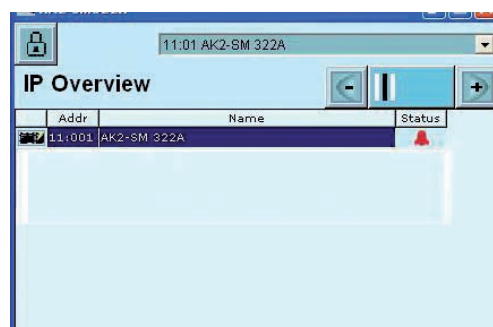 11:01 AK2-SM 322A
IP Overview
Addr Name Status
11:001 AK2-SM 322A